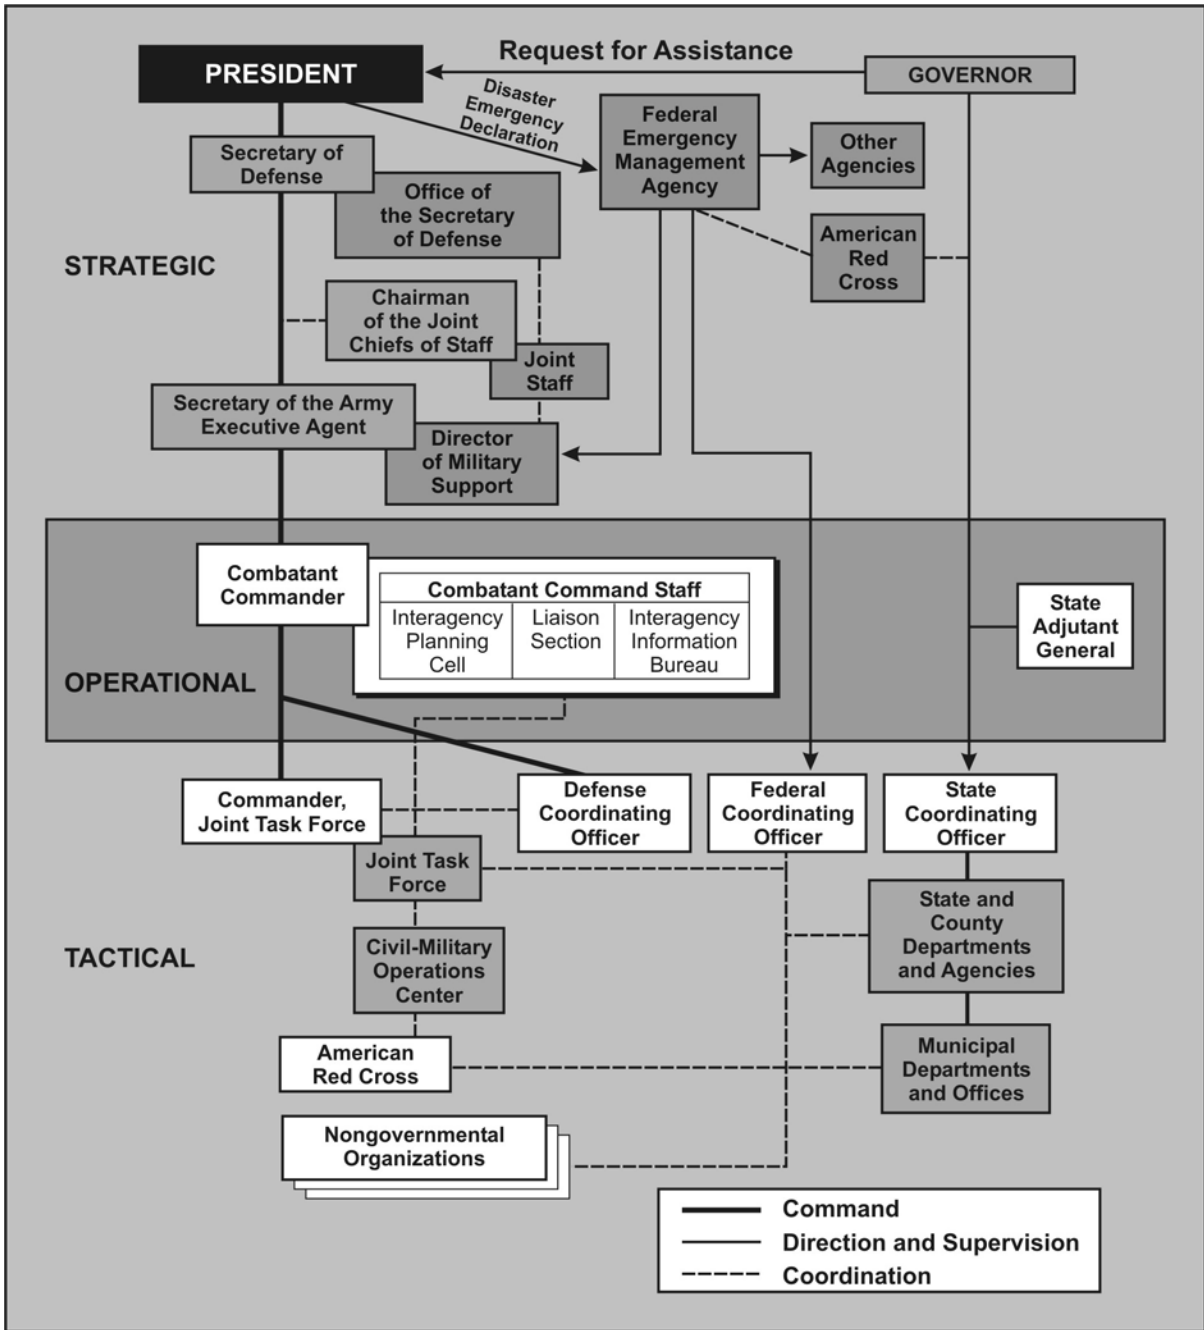 Request for Assistance
PRESIDENT
GOVERNOR
Disaster
Emergency
Declaration
Federal
Emergency
Management
Agency
Other
Agencies
Secretary of
Defense
Office of
the Secretary
of Defense
American
Red
Cross
STRATEGIC
Chairman
of the Joint
Chiefs of Staff
Joint
Staff
Secretary of the Army
Executive Agent
Director
of Military
Support
Combatant
Commander
Combatant Command Staff
Interagency
Planning
Cell
Liaison
Section
Interagency
Information
Bureau
State
Adjutant
General
OPERATIONAL
Commander,
Joint Task Force
Defense
Coordinating
Officer
Federal
Coordinating
Officer
State
Coordinating
Officer
Joint Task
Force
State and
County
Departments
and Agencies
TACTICAL
Civil-Military
Operations
Center
American
Red Cross
Municipal
Departments
and Offices
Nongovernmental
Organizations
Command
Direction and Supervision
Coordination